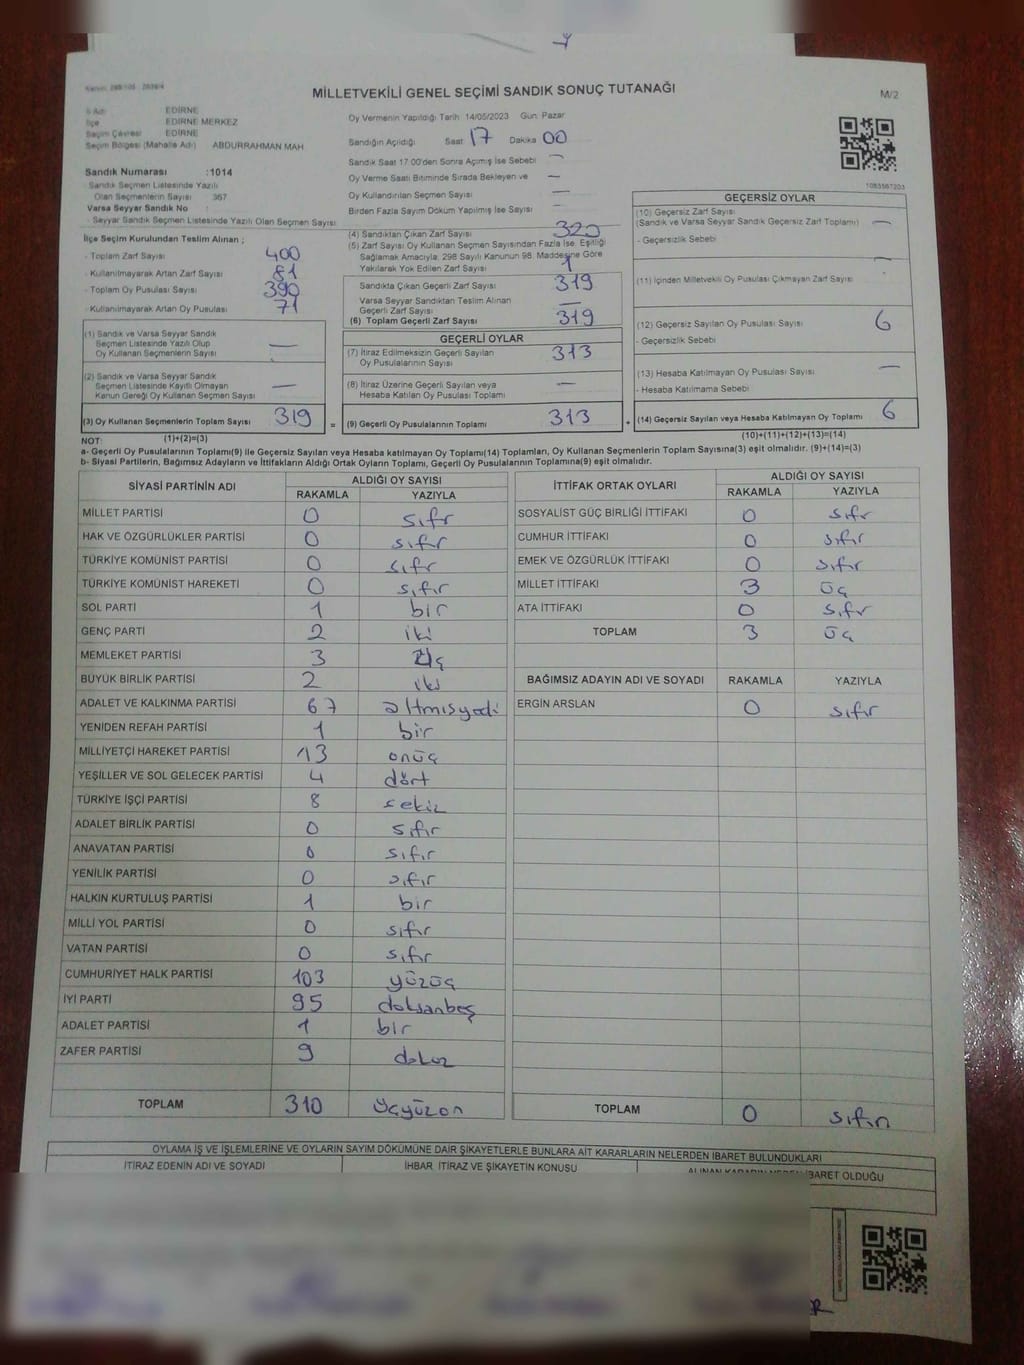 MİLLETVEKİLİ GENEL SEÇİMİ SANDIK SONUÇ TUTANAĞI
M/2
EDİRNE
İlçe EDİRNE MERKEZ
Seçim Çevresi EDİRNE
Seçim Bölgesi (Mahalle Adı) ABDURRAHMAN MAH
Sandık Numarası :1014
Sandık Seçmen Listesinde Yazılı
Olan Seçmenlerin Sayısı 367
Varsa Seyyar Sandık No :
- Seyyar Sandık Seçmen Listesinde Yazılı Olan Seçmen Sayısı
İlçe Seçim Kurulundan Teslim Alınan ;
- Toplam Zarf Sayısı 400
- Kullanılmayarak Artan Zarf Sayısı 81
- Toplam Oy Pusulası Sayısı 390
- Kullanılmayarak Artan Oy Pusulası 71
(1) Sandık ve Varsa Seyyar Sandık
Seçmen Listesinde Yazılı Olup
Oy Kullanan Seçmenlerin Sayısı —
(2) Sandık ve Varsa Seyyar Sandık
Seçmen Listesinde Kayıtlı Olmayan
Kanun Gereği Oy Kullanan Seçmen Sayısı —
(3) Oy Kullanan Seçmenlerin Toplam Sayısı 319
Oy Vermenin Yapıldığı Tarih 14/05/2023 Gün: Pazar
Sandığın Açıldığı Saat 17 Dakika 00
Sandık Saat 17:00'den Sonra Açılmış İse Sebebi —
Oy Verme Saati Bitiminde Sırada Bekleyen ve —
Oy Kullandırılan Seçmen Sayısı —
Birden Fazla Sayım Döküm Yapılmış İse Sayısı —
(4) Sandıktan Çıkan Zarf Sayısı 320
(5) Zarf Sayısı Oy Kullanan Seçmen Sayısından Fazla İse, Eşitliği
Sağlamak Amacıyla, 298 Sayılı Kanunun 98. Maddesine Göre
Yakılarak Yok Edilen Zarf Sayısı 1
Sandıkta Çıkan Geçerli Zarf Sayısı 319
Varsa Seyyar Sandıktan Teslim Alınan
Geçerli Zarf Sayısı —
(6) Toplam Geçerli Zarf Sayısı 319
GEÇERLİ OYLAR
(7) İtiraz Edilmeksizin Geçerli Sayılan
Oy Pusulalarının Sayısı 313
(8) İtiraz Üzerine Geçerli Sayılan veya
Hesaba Katılan Oy Pusulası Toplamı —
= (9) Geçerli Oy Pusulalarının Toplamı 313
1083567203
GEÇERSİZ OYLAR
(10) Geçersiz Zarf Sayısı
(Sandık ve Varsa Seyyar Sandık Geçersiz Zarf Toplamı) —
- Geçersizlik Sebebi
(11) İçinden Milletvekili Oy Pusulası Çıkmayan Zarf Sayısı —
(12) Geçersiz Sayılan Oy Pusulası Sayısı 6
- Geçersizlik Sebebi
(13) Hesaba Katılmayan Oy Pusulası Sayısı —
- Hesaba Katılmama Sebebi
+ (14) Geçersiz Sayılan veya Hesaba Katılmayan Oy Toplamı 6
NOT: (1)+(2)=(3) (10)+(11)+(12)+(13)=(14)
a- Geçerli Oy Pusulalarının Toplamı(9) ile Geçersiz Sayılan veya Hesaba Katılmayan Oy Toplamı(14) Toplamları, Oy Kullanan Seçmenlerin Toplam Sayısına(3) eşit olmalıdır. (9)+(14)=(3)
b- Siyasi Partilerin, Bağımsız Adayların ve İttifakların Aldığı Ortak Oyların Toplamı, Geçerli Oy Pusulalarının Toplamına(9) eşit olmalıdır.
SİYASİ PARTİNİN ADI ALDIĞI OY SAYISI
RAKAMLA YAZIYLA
MİLLET PARTİSİ 0 sıfr
HAK VE ÖZGÜRLÜKLER PARTİSİ 0 sıfır
TÜRKİYE KOMÜNİST PARTİSİ 0 sıfr
TÜRKİYE KOMÜNİST HAREKETİ 0 sıfır
SOL PARTİ 1 bir
GENÇ PARTİ 2 iki
MEMLEKET PARTİSİ 3 üç
BÜYÜK BİRLİK PARTİSİ 2 iki
ADALET VE KALKINMA PARTİSİ 67 altmısyedi
YENİDEN REFAH PARTİSİ 1 bir
MİLLİYETÇİ HAREKET PARTİSİ 13 onüç
YEŞİLLER VE SOL GELECEK PARTİSİ 4 dört
TÜRKİYE İŞÇİ PARTİSİ 8 sekiz
ADALET BİRLİK PARTİSİ 0 sıfır
ANAVATAN PARTİSİ 0 sıfır
YENİLİK PARTİSİ 0 sıfır
HALKIN KURTULUŞ PARTİSİ 1 bir
MİLLİ YOL PARTİSİ 0 sıfır
VATAN PARTİSİ 0 sıfır
CUMHURİYET HALK PARTİSİ 103 yüzüç
İYİ PARTİ 95 doksanbeş
ADALET PARTİSİ 1 bir
ZAFER PARTİSİ 9 dokuz
TOPLAM 310 üçyüzon
İTTİFAK ORTAK OYLARI ALDIĞI OY SAYISI
RAKAMLA YAZIYLA
SOSYALİST GÜÇ BİRLİĞİ İTTİFAKI 0 sıfr
CUMHUR İTTİFAKI 0 sıfır
EMEK VE ÖZGÜRLÜK İTTİFAKI 0 sıfır
MİLLET İTTİFAKI 3 üç
ATA İTTİFAKI 0 sıfr
TOPLAM 3 üç
BAĞIMSIZ ADAYIN ADI VE SOYADI RAKAMLA YAZIYLA
ERGİN ARSLAN 0 sıfır
TOPLAM 0 sıfır
OYLAMA İŞ VE İŞLEMLERİNE VE OYLARIN SAYIM DÖKÜMÜNE DAİR ŞİKAYETLERLE BUNLARA AİT KARARLARIN NELERDEN İBARET BULUNDUKLARI
İTİRAZ EDENİN ADI VE SOYADI İHBAR, İTİRAZ VE ŞİKAYETİN KONUSU ALINAN KARARIN NEDEN İBARET OLDUĞU